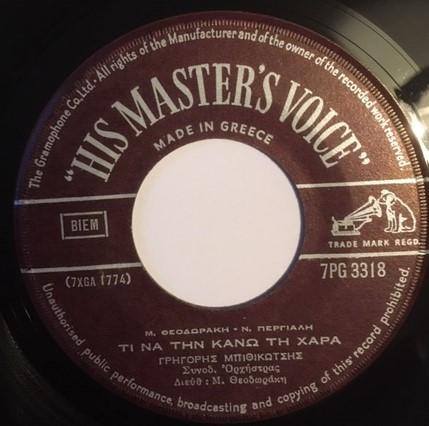 The Gramophone Co. Ltd. · All rights of the Manufacturer and of the owner of the recorded work reserved.
"HIS MASTER'S VOICE"
MADE IN GREECE
BIEM
TRADE MARK REGD.
(7XGA 1774)
7PG 3318
Μ. ΘΕΟΔΩΡΑΚΗ - Ν. ΠΕΡΓΙΑΛΗ
ΤΙ ΝΑ ΤΗΝ ΚΑΝΩ ΤΗ ΧΑΡΑ
ΓΡΗΓΟΡΗΣ ΜΠΙΘΙΚΩΤΣΗΣ
Συνοδ. Ὀρχήστρας
Διευθ : Μ. Θεοδωράκη
Unauthorised public performance, broadcasting and copying of this record prohibited.